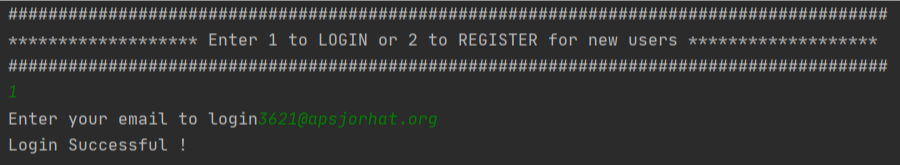 ########################################################################################
******************* Enter 1 to LOGIN or 2 to REGISTER for new users *******************
########################################################################################
1
Enter your email to login3621@apsjorhat.org
Login Successful !